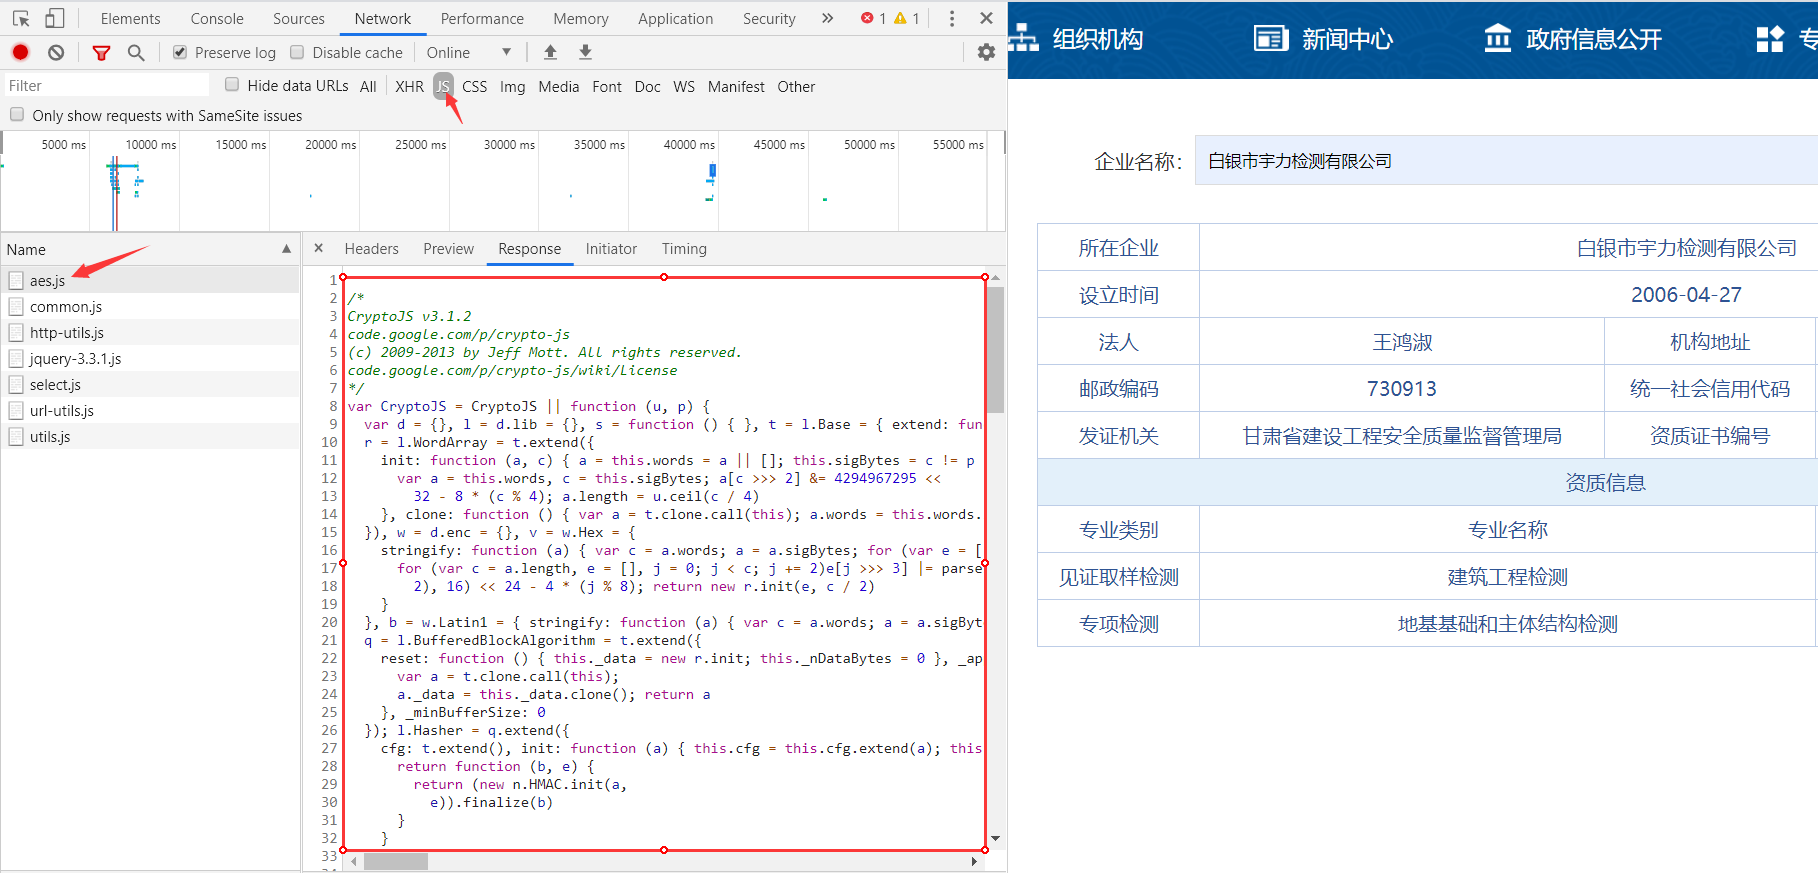 Elements Console Sources Network Performance Memory Application Security » 1 1
Preserve log Disable cache Online
Filter Hide data URLs All XHR JS CSS Img Media Font Doc WS Manifest Other
Only show requests with SameSite issues
5000 ms 10000 ms 15000 ms 20000 ms 25000 ms 30000 ms 35000 ms 40000 ms 45000 ms 50000 ms 55000 ms
Name
aes.js
common.js
http-utils.js
jquery-3.3.1.js
select.js
url-utils.js
utils.js
× Headers Preview Response Initiator Timing
1
2 /*
3 CryptoJS v3.1.2
4 code.google.com/p/crypto-js
5 (c) 2009-2013 by Jeff Mott. All rights reserved.
6 code.google.com/p/crypto-js/wiki/License
7 */
8 var CryptoJS = CryptoJS || function (u, p) {
9 var d = {}, l = d.lib = {}, s = function () { }, t = l.Base = { extend: fun
10 r = l.WordArray = t.extend({
11 init: function (a, c) { a = this.words = a || []; this.sigBytes = c != p
12 var a = this.words, c = this.sigBytes; a[c >>> 2] &= 4294967295 <<
13 32 - 8 * (c % 4); a.length = u.ceil(c / 4)
14 }, clone: function () { var a = t.clone.call(this); a.words = this.words.
15 }), w = d.enc = {}, v = w.Hex = {
16 stringify: function (a) { var c = a.words; a = a.sigBytes; for (var e = [
17 for (var c = a.length, e = [], j = 0; j < c; j += 2)e[j >>> 3] |= parse
18 2), 16) << 24 - 4 * (j % 8); return new r.init(e, c / 2)
19 }
20 }, b = w.Latin1 = { stringify: function (a) { var c = a.words; a = a.sigByt
21 q = l.BufferedBlockAlgorithm = t.extend({
22 reset: function () { this._data = new r.init; this._nDataBytes = 0 }, _ap
23 var a = t.clone.call(this);
24 a._data = this._data.clone(); return a
25 }, _minBufferSize: 0
26 }); l.Hasher = q.extend({
27 cfg: t.extend(), init: function (a) { this.cfg = this.cfg.extend(a); this
28 return function (b, e) {
29 return (new n.HMAC.init(a,
30 e)).finalize(b)
31 }
32 }
33
组织机构 新闻中心 政府信息公开
企业名称： 白银市宇力检测有限公司
所在企业 白银市宇力检测有限公司
设立时间 2006-04-27
法人 王鸿淑 机构地址
邮政编码 730913 统一社会信用代码
发证机关 甘肃省建设工程安全质量监督管理局 资质证书编号
资质信息
专业类别 专业名称
见证取样检测 建筑工程检测
专项检测 地基基础和主体结构检测